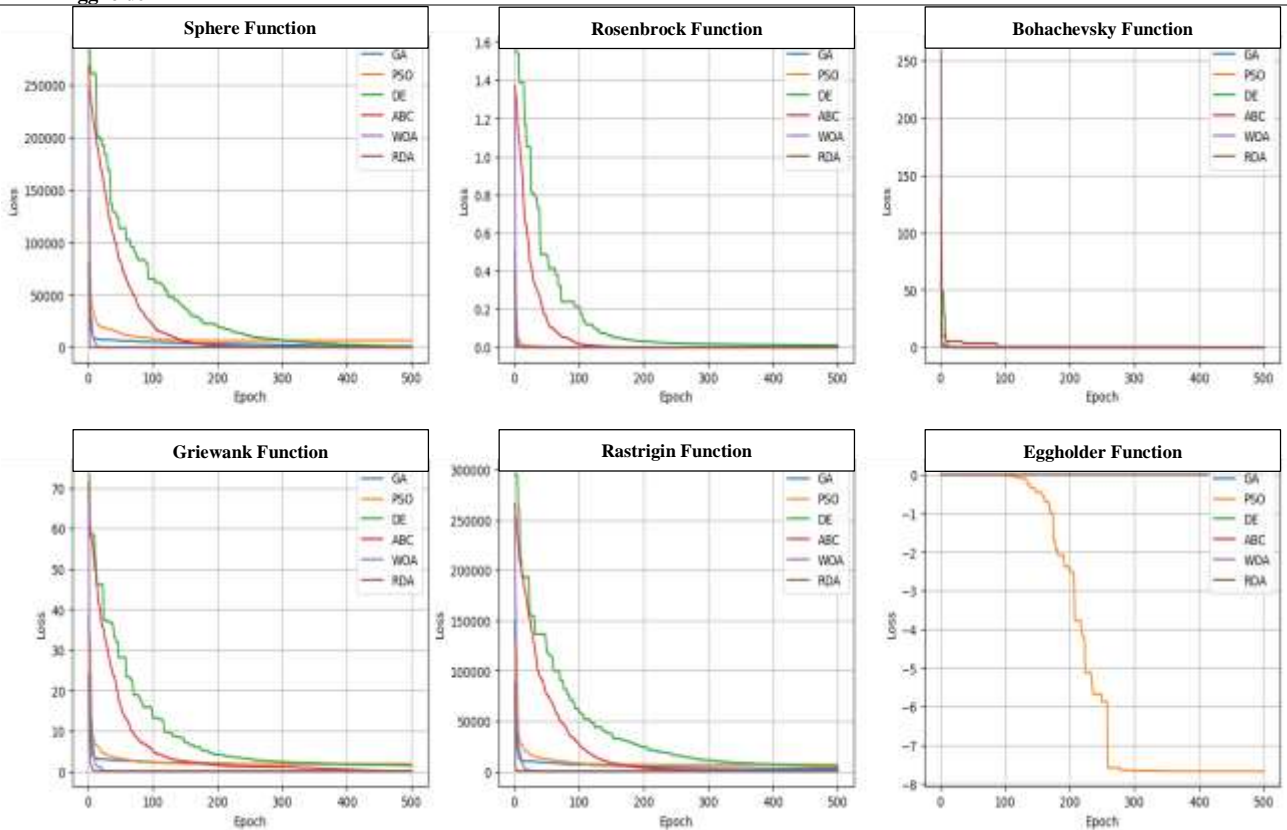 Sphere Function
Rosenbrock Function
Bohachevsky Function
250000
200000
150000
100000
50000
0
Loss
0 100 200 300 400 500
Epoch
GA
PSO
DE
ABC
WOA
RDA
1.6
1.4
1.2
1.0
0.8
0.6
0.4
0.2
0.0
Loss
0 100 200 300 400 500
Epoch
GA
PSO
DE
ABC
WOA
RDA
250
200
150
100
50
0
Loss
0 100 200 300 400 500
Epoch
GA
PSO
DE
ABC
WOA
RDA
Griewank Function
Rastrigin Function
Eggholder Function
70
60
50
40
30
20
10
0
Loss
0 100 200 300 400 500
Epoch
GA
PSO
DE
ABC
WOA
RDA
300000
250000
200000
150000
100000
50000
0
Loss
0 100 200 300 400 500
Epoch
GA
PSO
DE
ABC
WOA
RDA
0
−1
−2
−3
−4
−5
−6
−7
−8
Loss
0 100 200 300 400 500
Epoch
GA
PSO
DE
ABC
WOA
RDA